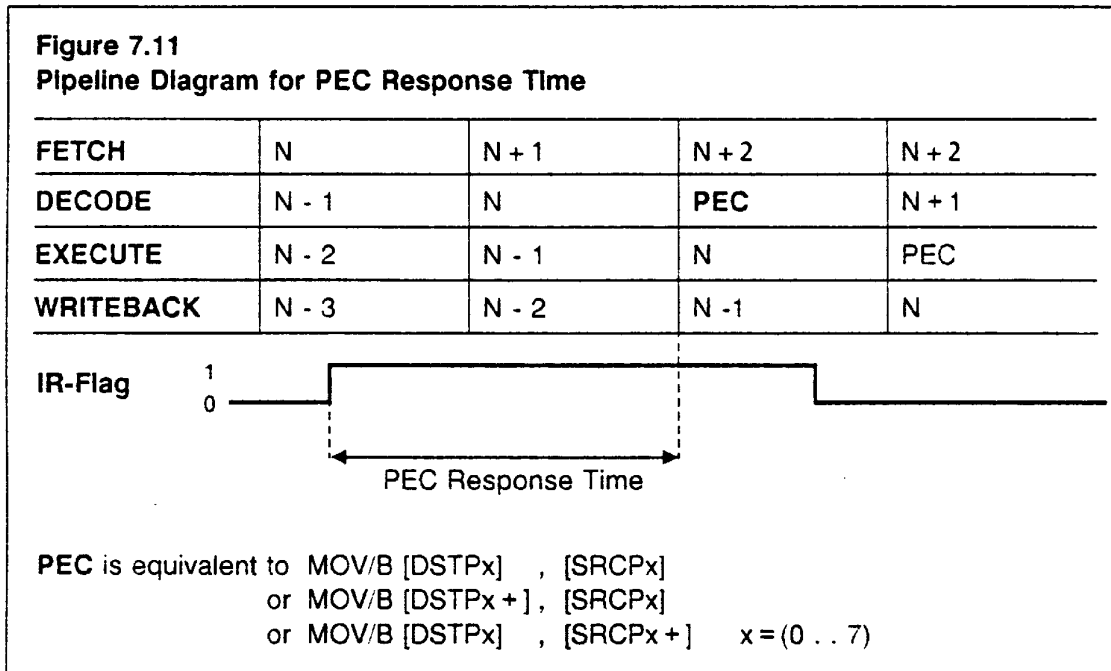 Figure 7.11
Pipeline Diagram for PEC Response Time
FETCH N N + 1 N + 2 N + 2
DECODE N - 1 N PEC N + 1
EXECUTE N - 2 N - 1 N PEC
WRITEBACK N - 3 N - 2 N -1 N
IR-Flag 1
0
PEC Response Time
PEC is equivalent to MOV/B [DSTPx] , [SRCPx]
or MOV/B [DSTPx + ] , [SRCPx]
or MOV/B [DSTPx] , [SRCPx + ] x = (0 . . 7)